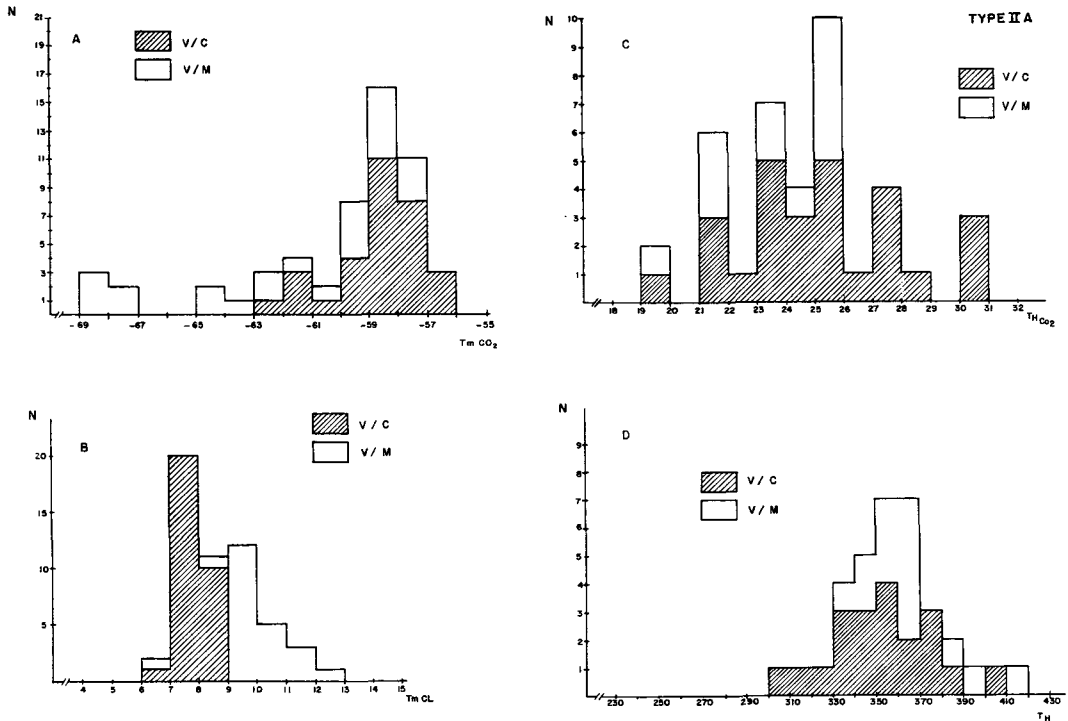 N
21
19
17
15
13
11
9
7
5
3
1
A
V/C
V/M
-69 -67 -65 -63 -61 -59 -57 -55
Tm CO2
N
10
9
8
7
6
5
4
3
2
1
C
TYPE II A
V/C
V/M
18 19 20 21 22 23 24 25 26 27 28 29 30 31 32
TH CO2
N
20
15
10
5
B
V/C
V/M
4 5 6 7 8 9 10 11 12 13 14 15
Tm CL
N
9
8
7
6
5
4
3
2
1
D
V/C
V/M
230 250 270 290 310 330 350 370 390 410 430
TH